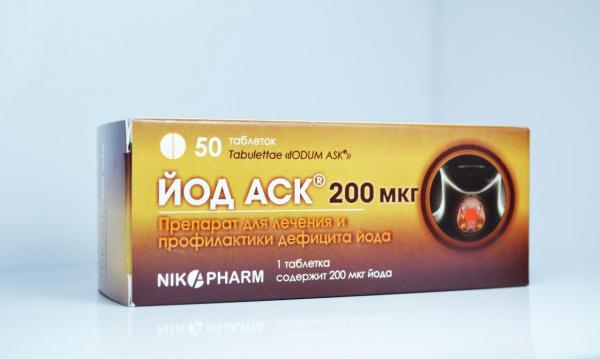 50 таблеток
Tabulettae «IODUM ASK®»
ЙОД АСК® 200 мкг
Препарат для лечения и
профилактики дефицита йода
1 таблетка
содержит 200 мкг йода
NIKAPHARM